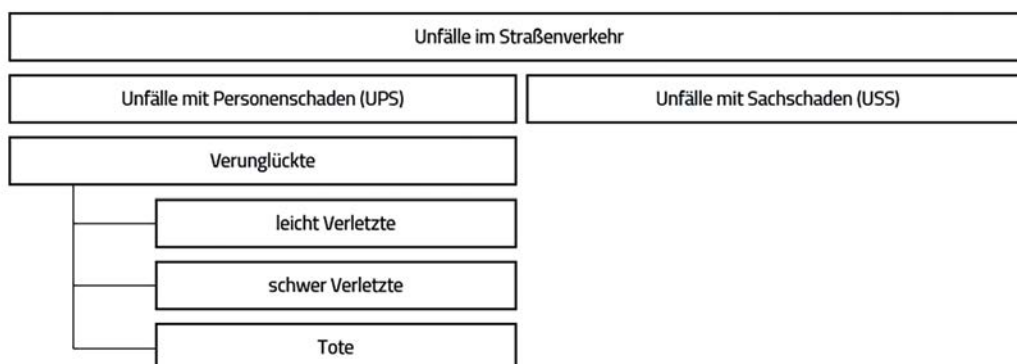 Unfälle im Straßenverkehr
Unfälle mit Personenschaden (UPS)
Unfälle mit Sachschaden (USS)
Verunglückte
leicht Verletzte
schwer Verletzte
Tote